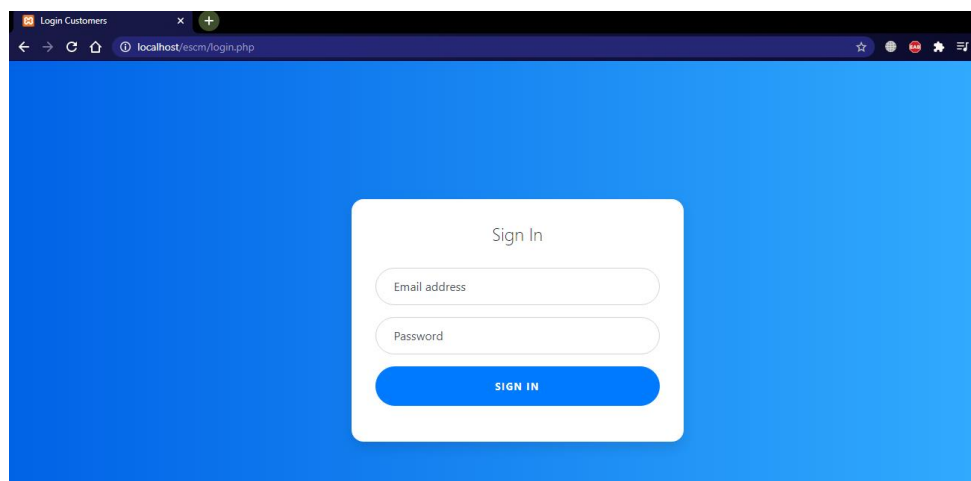 Login Customers
localhost/escm/login.php
Sign In
Email address
Password
SIGN IN